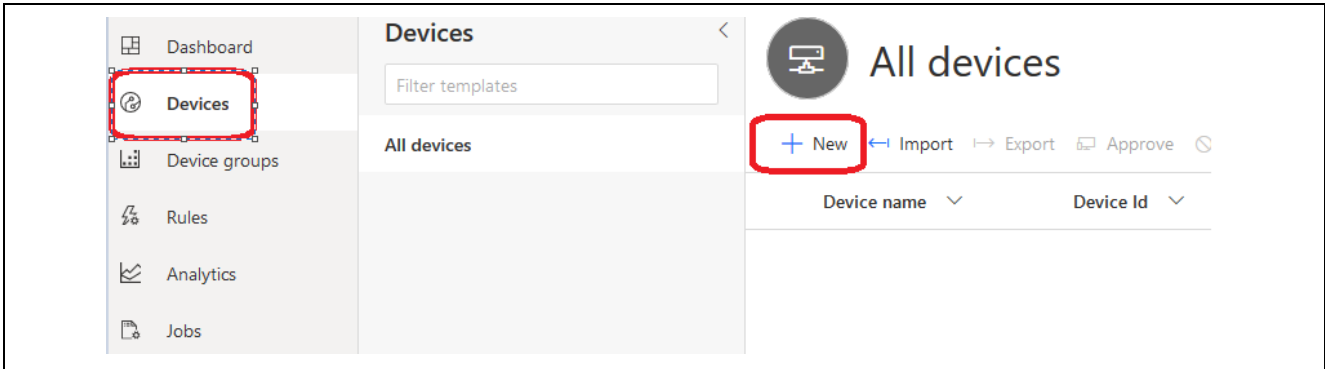 Dashboard
Devices
Device groups
Rules
Analytics
Jobs
Devices
Filter templates
All devices
All devices
New Import Export Approve
Device name Device Id